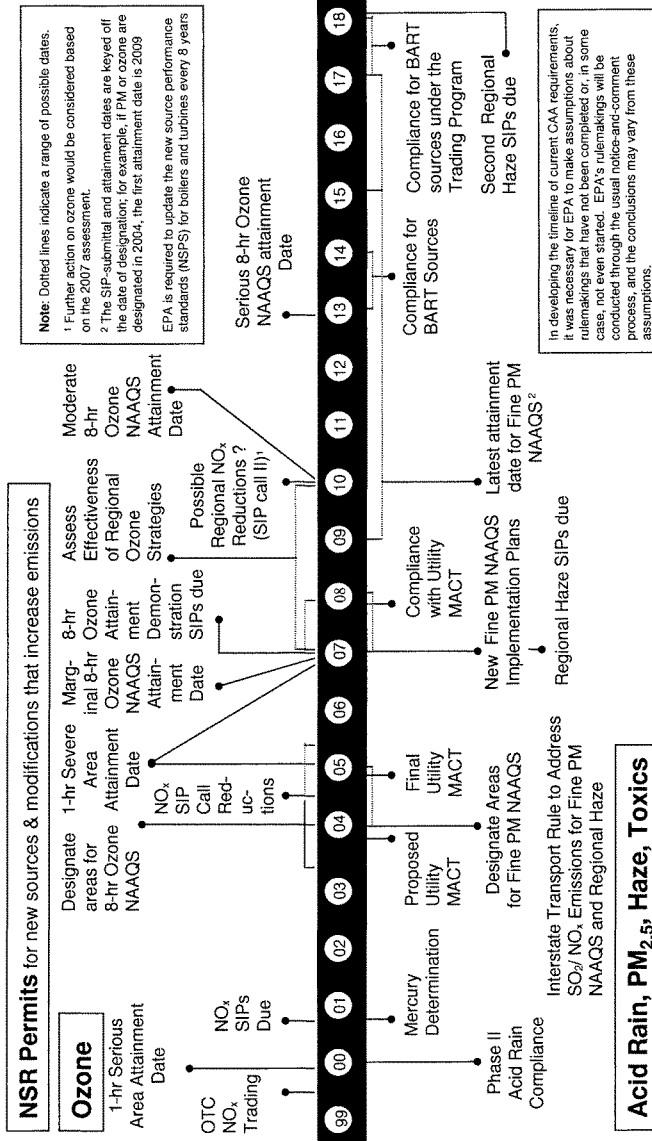 NSR Permits for new sources & modifications that increase emissions
Ozone
1-hr Serious
Area Attainment
Date
OTC
NOx
Trading
NOx
SIPs
Due
Designate
areas for
8-hr Ozone
NAAQS
1-hr Severe
Area
Attainment
Date
NOx
SIP
Call
Red-
uc-
tions
Marg-
inal 8-hr
Ozone
NAAQS
Attain-
ment
Date
8-hr
Ozone
Attain-
ment
Demon-
stration
SIPs due
Assess
Effectiveness
of Regional
Ozone
Strategies
Possible
Regional NOx
Reductions ?
(SIP call II)¹
Moderate
8-hr
Ozone
NAAQS
Attainment
Date
Serious 8-hr Ozone
NAAQS attainment
Date
Note: Dotted lines indicate a range of possible dates.
¹ Further action on ozone would be considered based
on the 2007 assessment.
² The SIP-submittal and attainment dates are keyed off
the date of designation; for example, if PM or ozone are
designated in 2004, the first attainment date is 2009
EPA is required to update the new source performance
standards (NSPS) for boilers and turbines every 8 years
99 00 01 02 03 04 05 06 07 08 09 10 11 12 13 14 15 16 17 18
Phase II
Acid Rain
Compliance
Mercury
Determination
Proposed
Utility
MACT
Final
Utility
MACT
Designate Areas
for Fine PM NAAQS
Interstate Transport Rule to Address
SO2/ NOx Emissions for Fine PM
NAAQS and Regional Haze
Compliance
with Utility
MACT
New Fine PM NAAQS
Implementation Plans
Regional Haze SIPs due
Latest attainment
date for Fine PM
NAAQS²
Compliance for
BART Sources
Compliance for BART
sources under the
Trading Program
Second Regional
Haze SIPs due
Acid Rain, PM2.5, Haze, Toxics
In developing the timeline of current CAA requirements,
it was necessary for EPA to make assumptions about
rulemakings that have not been completed or, in some
case, not even started. EPA's rulemakings will be
conducted through the usual notice-and-comment
process, and the conclusions may vary from these
assumptions.